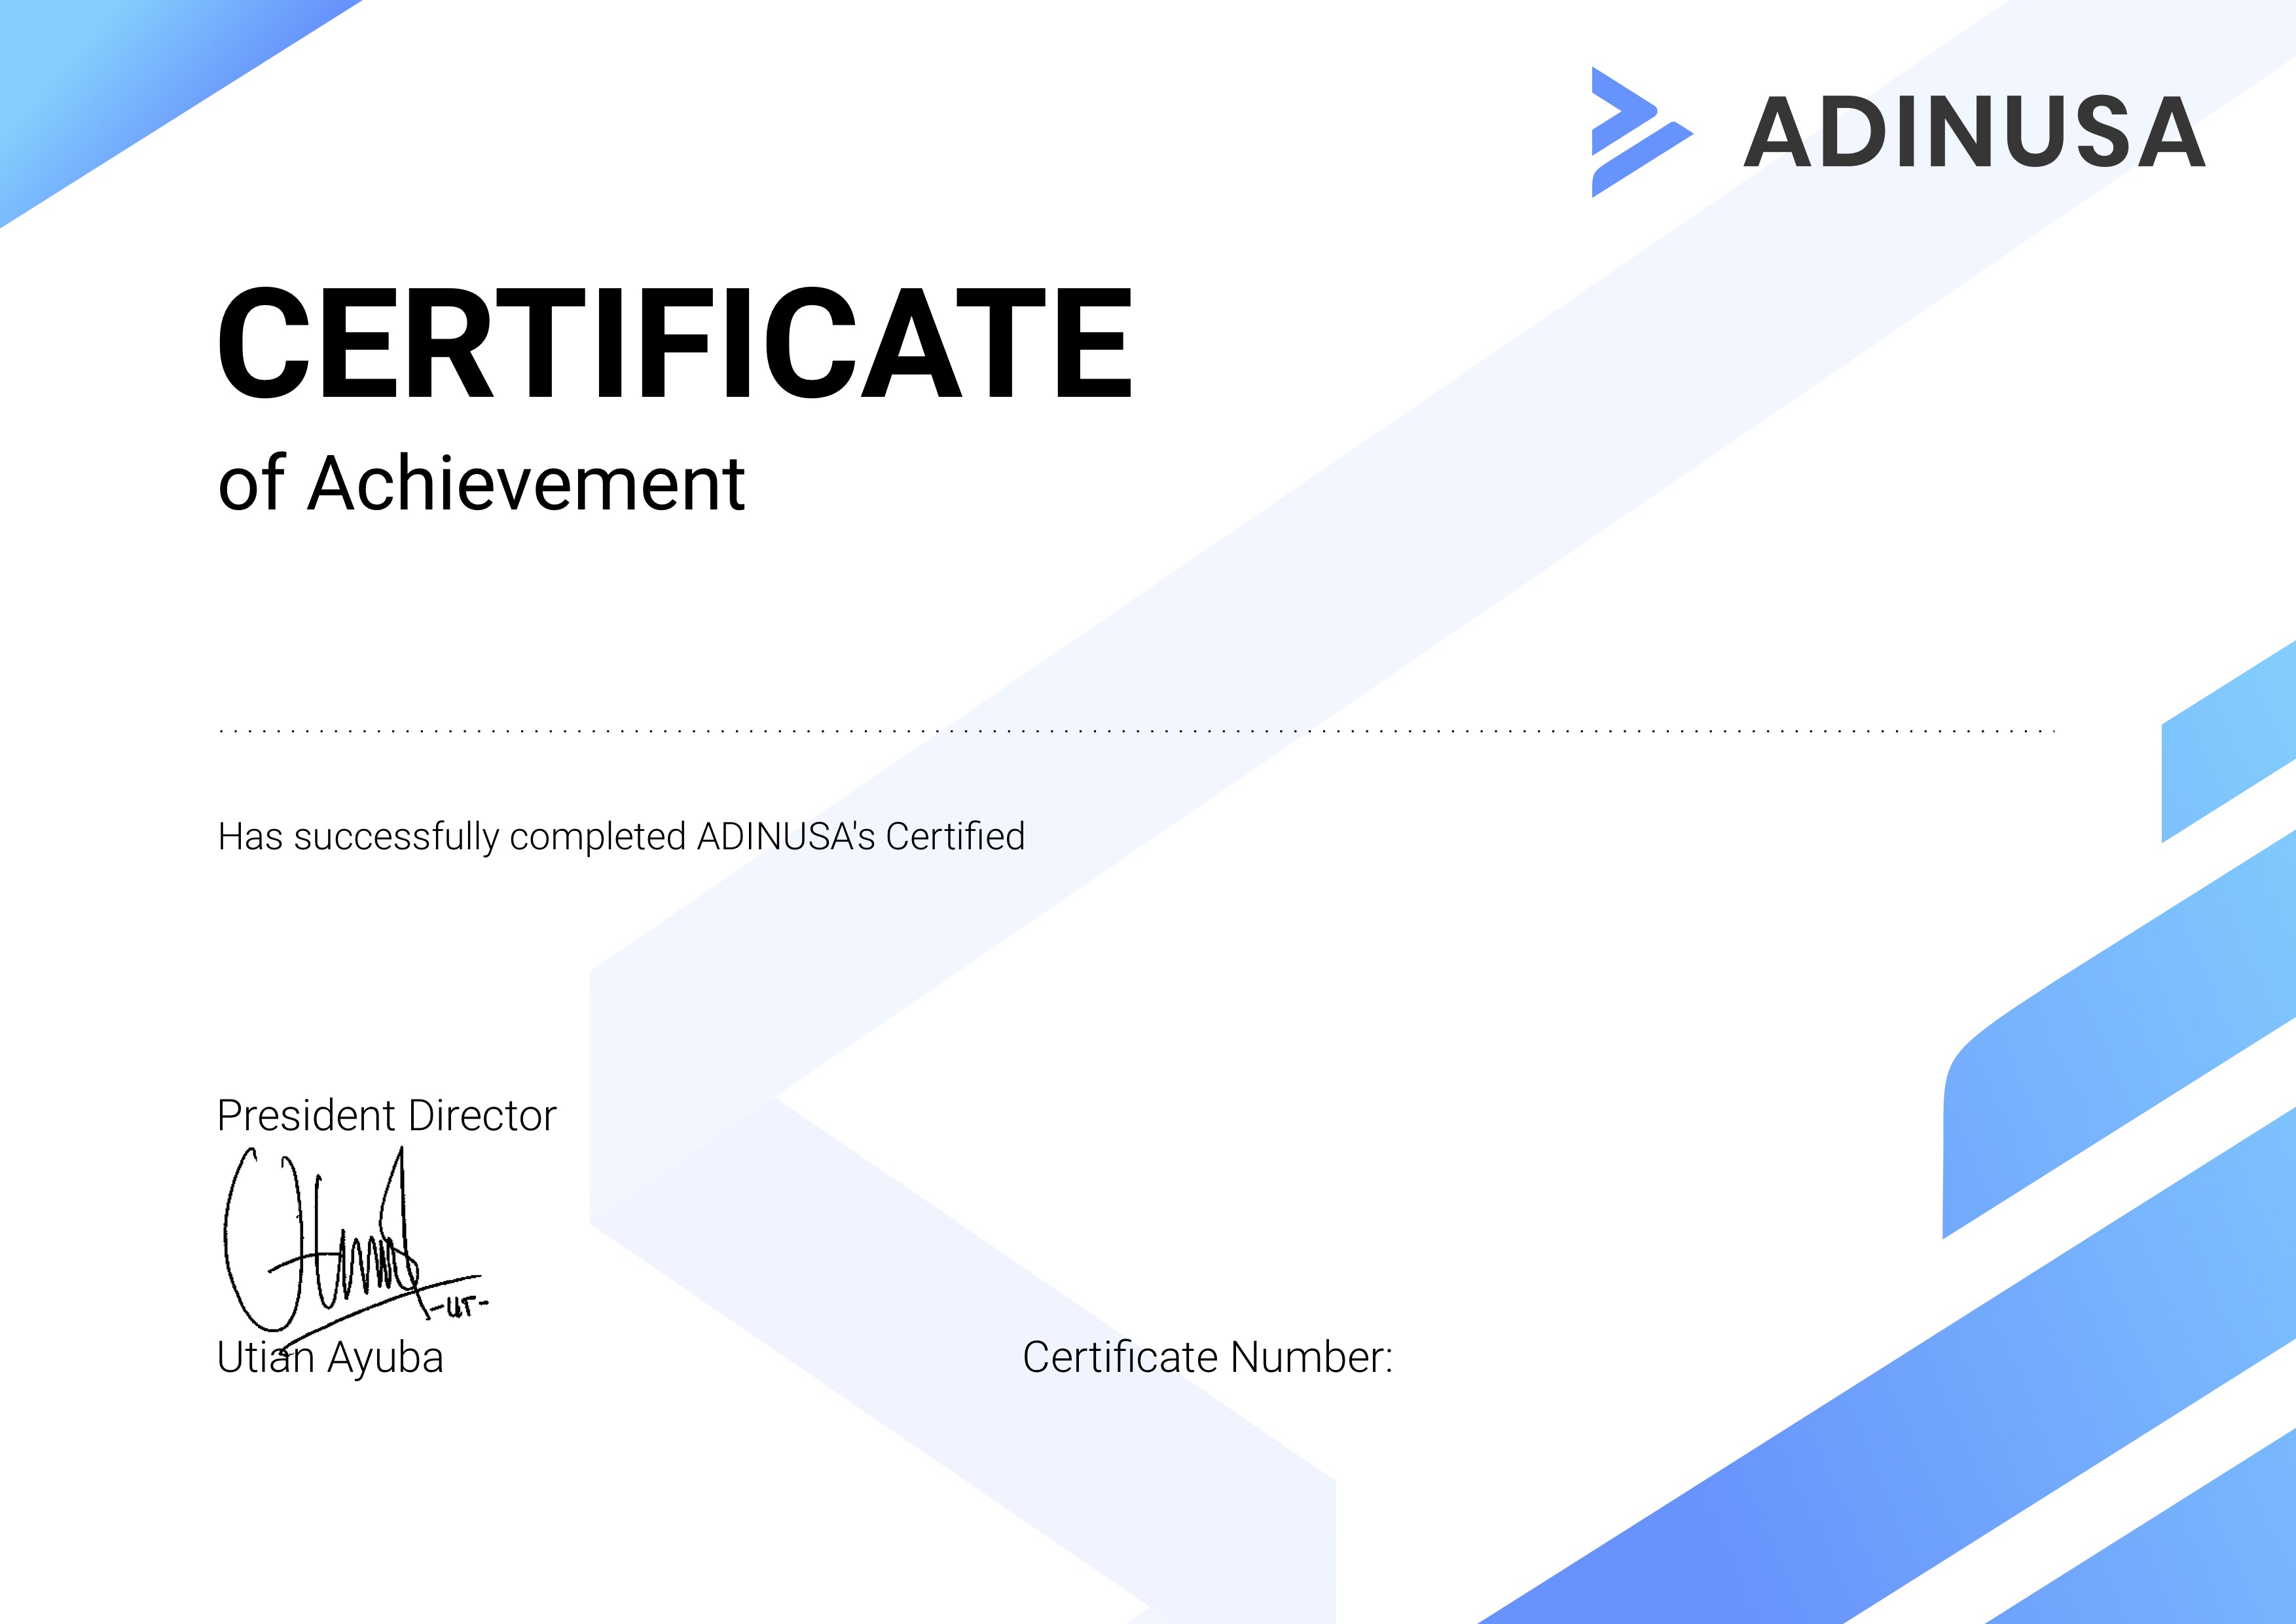 ADINUSA
CERTIFICATE
of Achievement
Has successfully completed ADINUSA's Certified
President Director
-UT-
Utian Ayuba
Certificate Number: